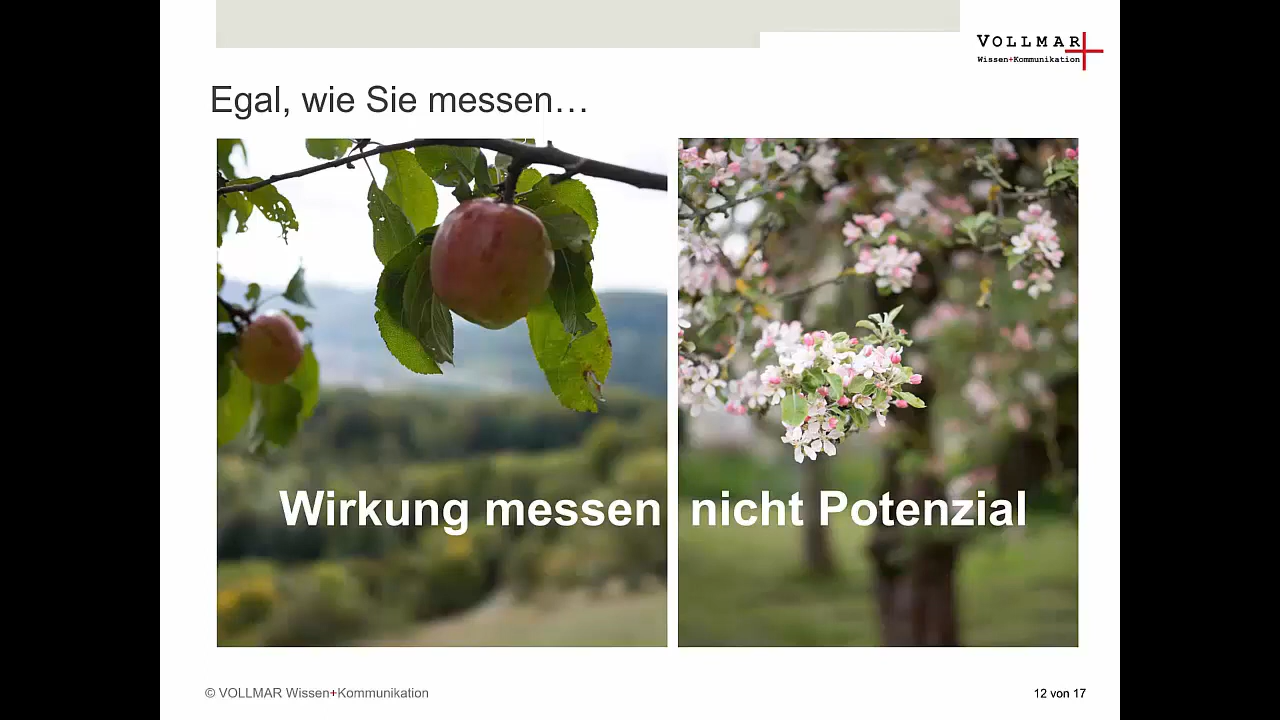 VOLLMAR
Wissen+Kommunikation
Egal, wie Sie messen…
Wirkung messen nicht Potenzial
© VOLLMAR Wissen+Kommunikation
12 von 17